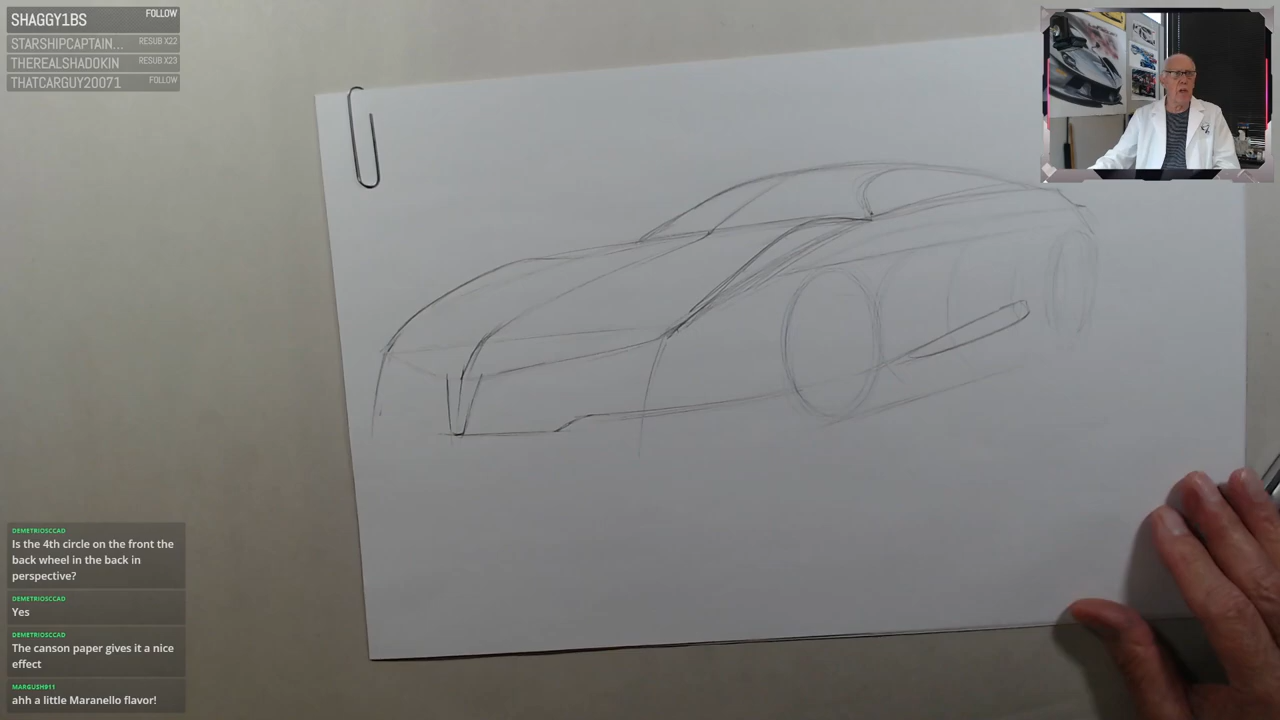 SHAGGY1BS FOLLOW
STARSHIPCAPTAIN... RESUB X22
THEREALSHADOKIN RESUB X23
THATCARGUY20071 FOLLOW
DEMETRIOSCCAD
Is the 4th circle on the front the
back wheel in the back in
perspective?
DEMETRIOSCCAD
Yes
DEMETRIOSCCAD
The canson paper gives it a nice
effect
MARGUSH911
ahh a little Maranello flavor!